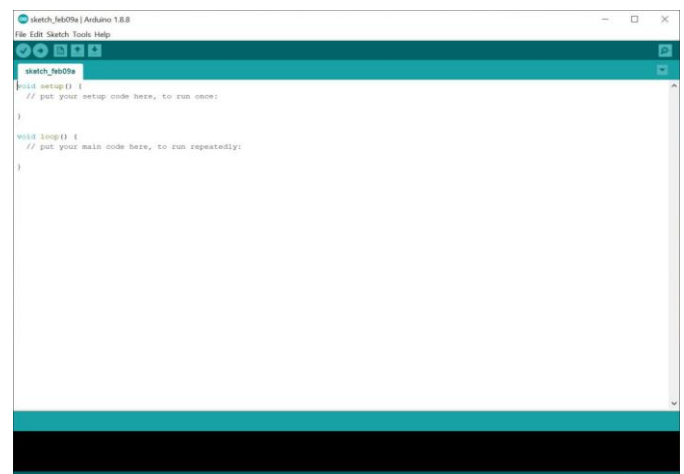 sketch_feb09a | Arduino 1.8.8
File Edit Sketch Tools Help
sketch_feb09a
void setup() {
  // put your setup code here, to run once:
}
void loop() {
  // put your main code here, to run repeatedly:
}